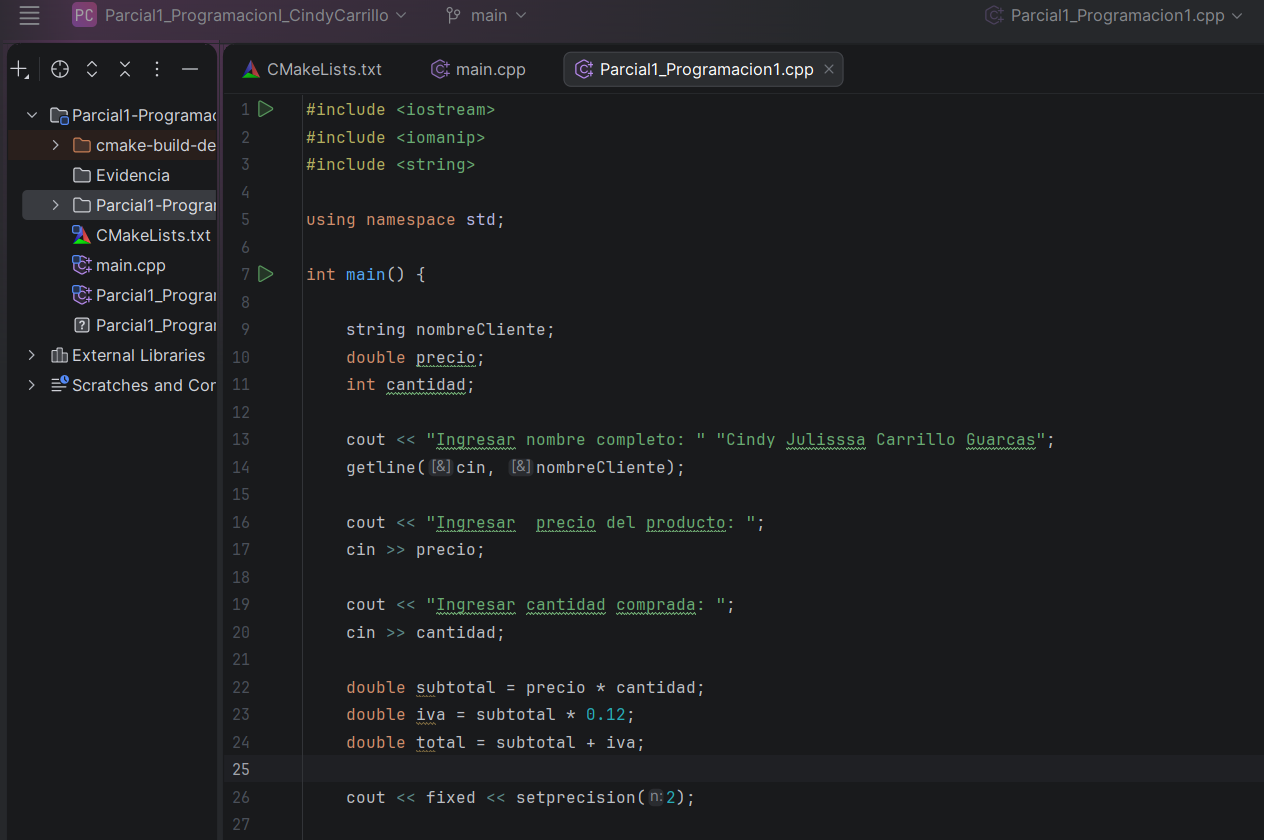 PC Parcial1_ProgramacionI_CindyCarrillo main Parcial1_Programacion1.cpp
CMakeLists.txt main.cpp Parcial1_Programacion1.cpp
Parcial1-Programac
cmake-build-de
Evidencia
Parcial1-Prograr
CMakeLists.txt
main.cpp
Parcial1_Prograr
Parcial1_Prograr
External Libraries
Scratches and Cor
1 #include <iostream>
2 #include <iomanip>
3 #include <string>
4
5 using namespace std;
6
7 int main() {
8
9 string nombreCliente;
10 double precio;
11 int cantidad;
12
13 cout << "Ingresar nombre completo: " "Cindy Julisssa Carrillo Guarcas";
14 getline([&] cin, [&] nombreCliente);
15
16 cout << "Ingresar  precio del producto: ";
17 cin >> precio;
18
19 cout << "Ingresar cantidad comprada: ";
20 cin >> cantidad;
21
22 double subtotal = precio * cantidad;
23 double iva = subtotal * 0.12;
24 double total = subtotal + iva;
25
26 cout << fixed << setprecision(n: 2);
27